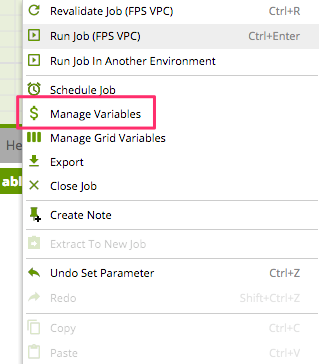 Revalidate Job (FPS VPC) Ctrl+R
Run Job (FPS VPC) Ctrl+Enter
Run Job In Another Environment
Schedule Job
Manage Variables
He
Manage Grid Variables
Export
abl
Close Job
Create Note
Extract To New Job
Undo Set Parameter Ctrl+Z
Redo Shift+Ctrl+Z
Copy Ctrl+C
Paste Ctrl+V